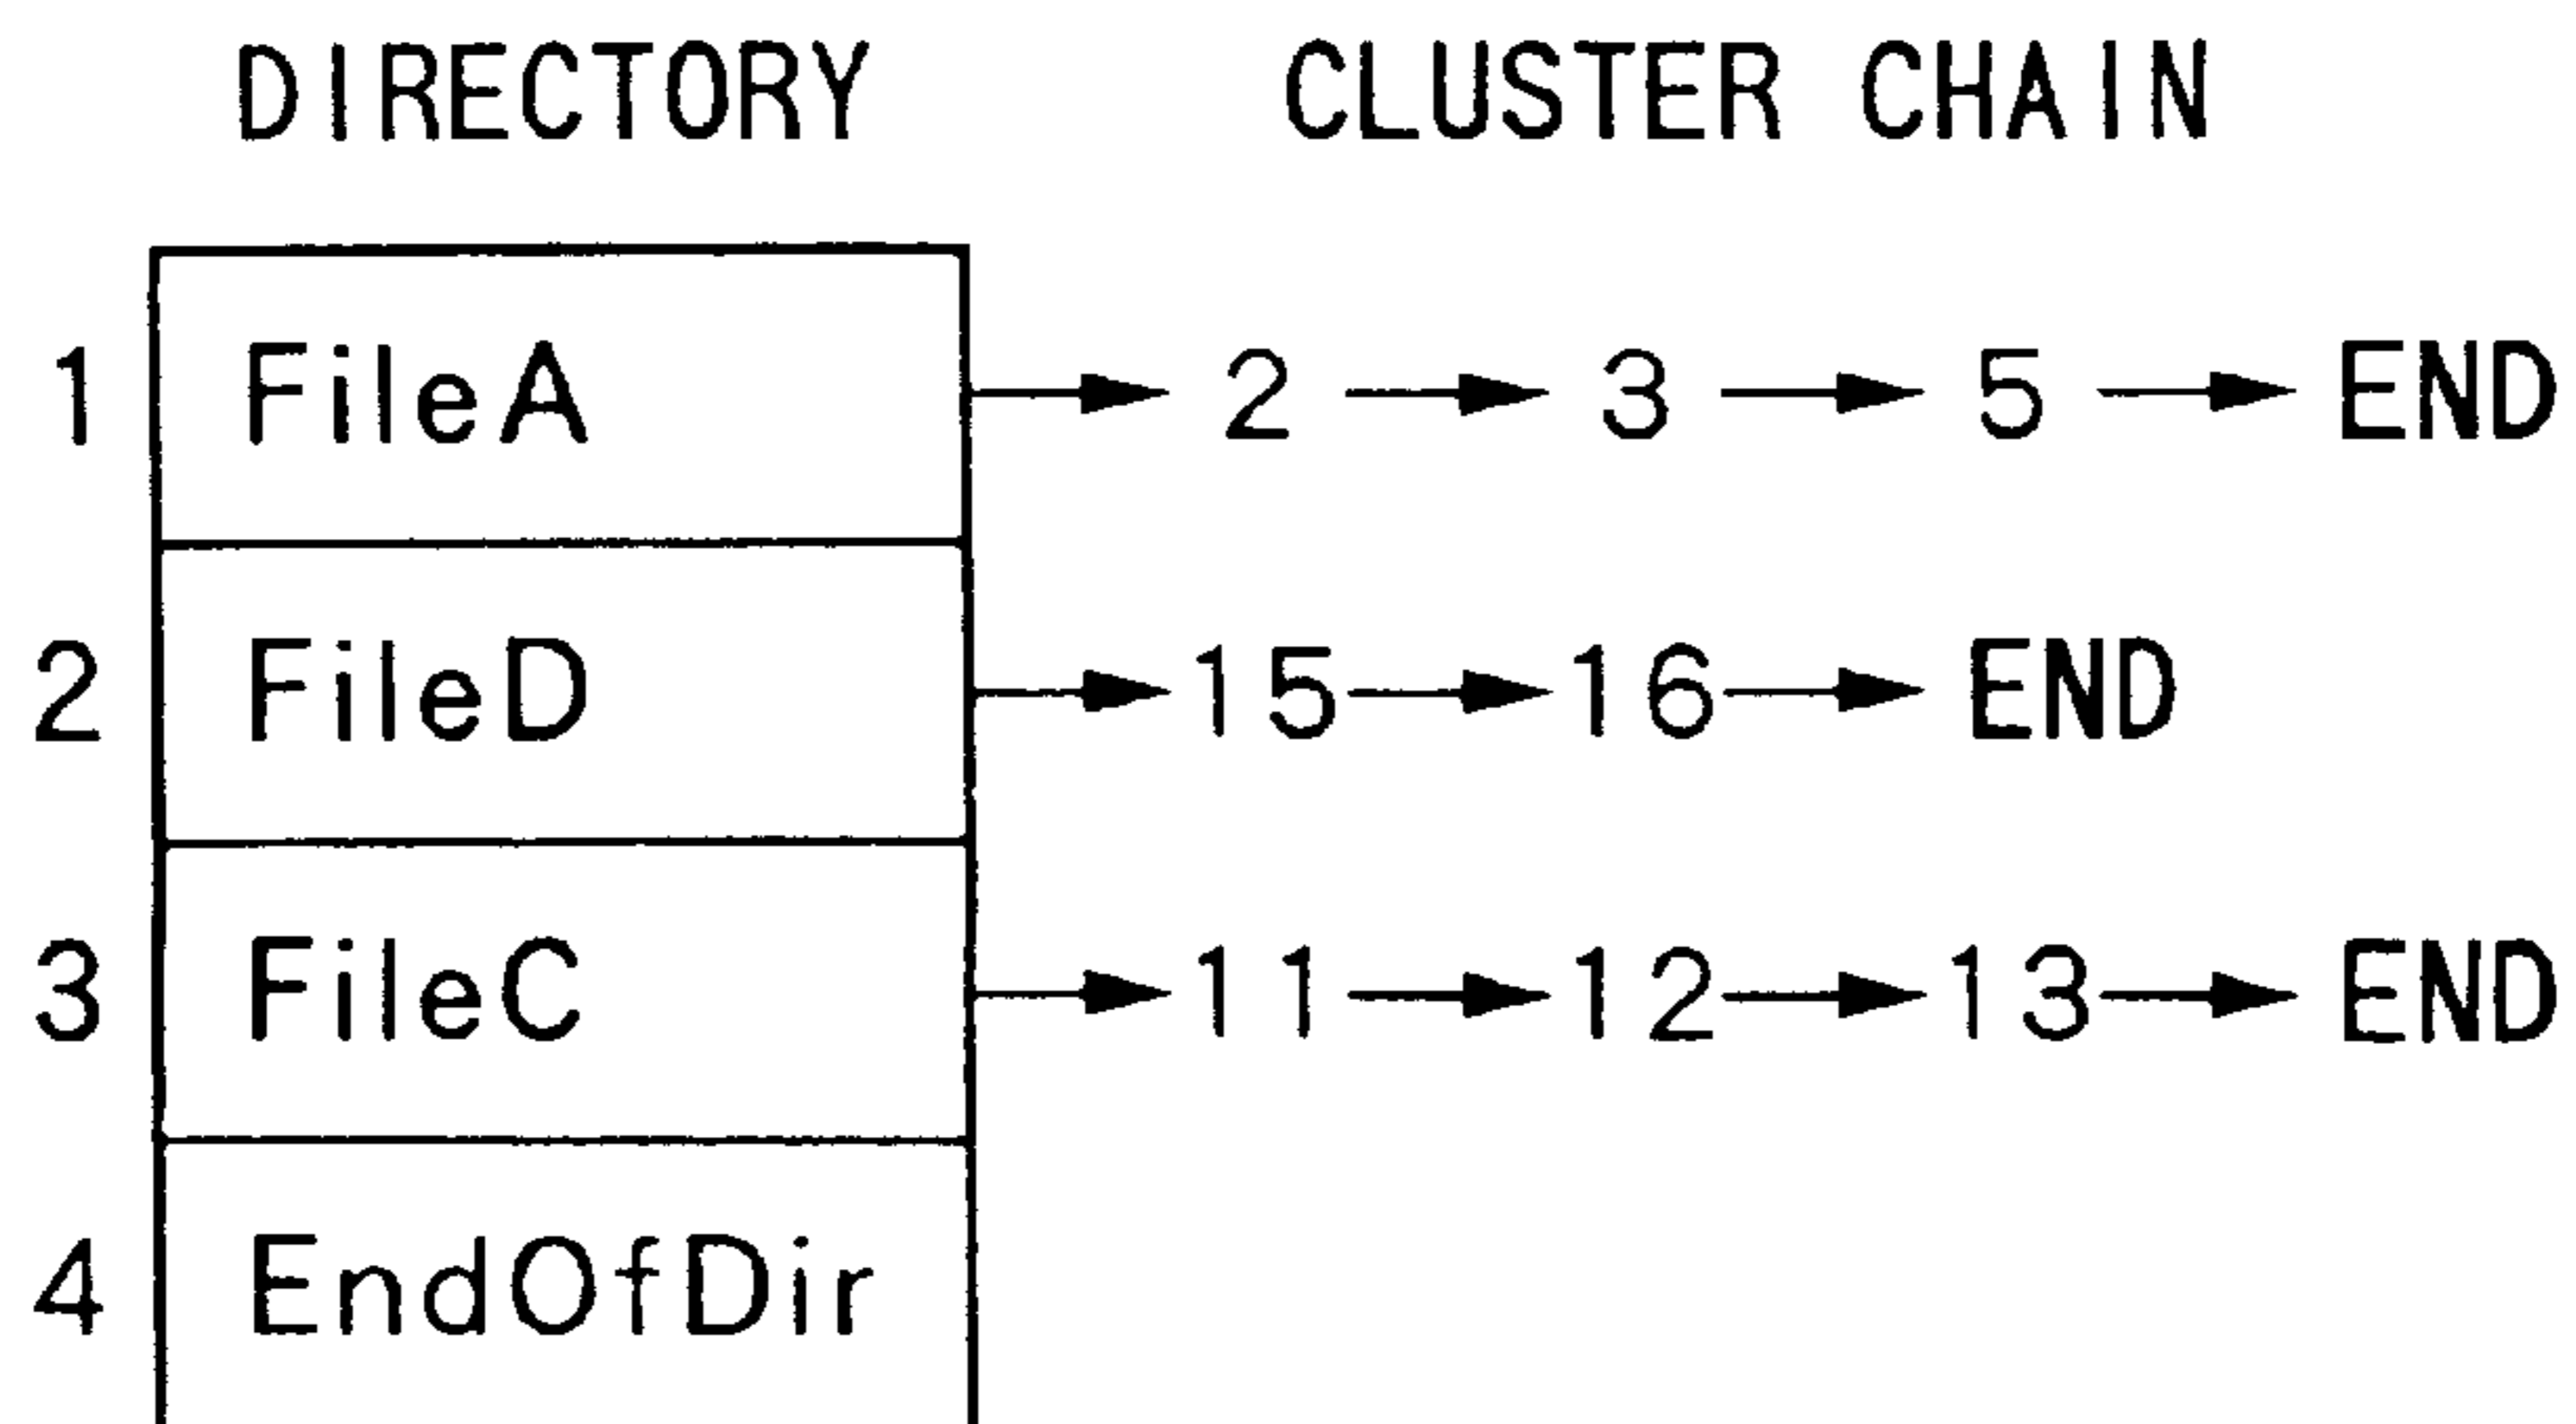 DIRECTORY CLUSTER CHAIN
1 FileA 2 3 5 END
2 FileD 15 16 END
3 FileC 11 12 13 END
4 EndOfDir